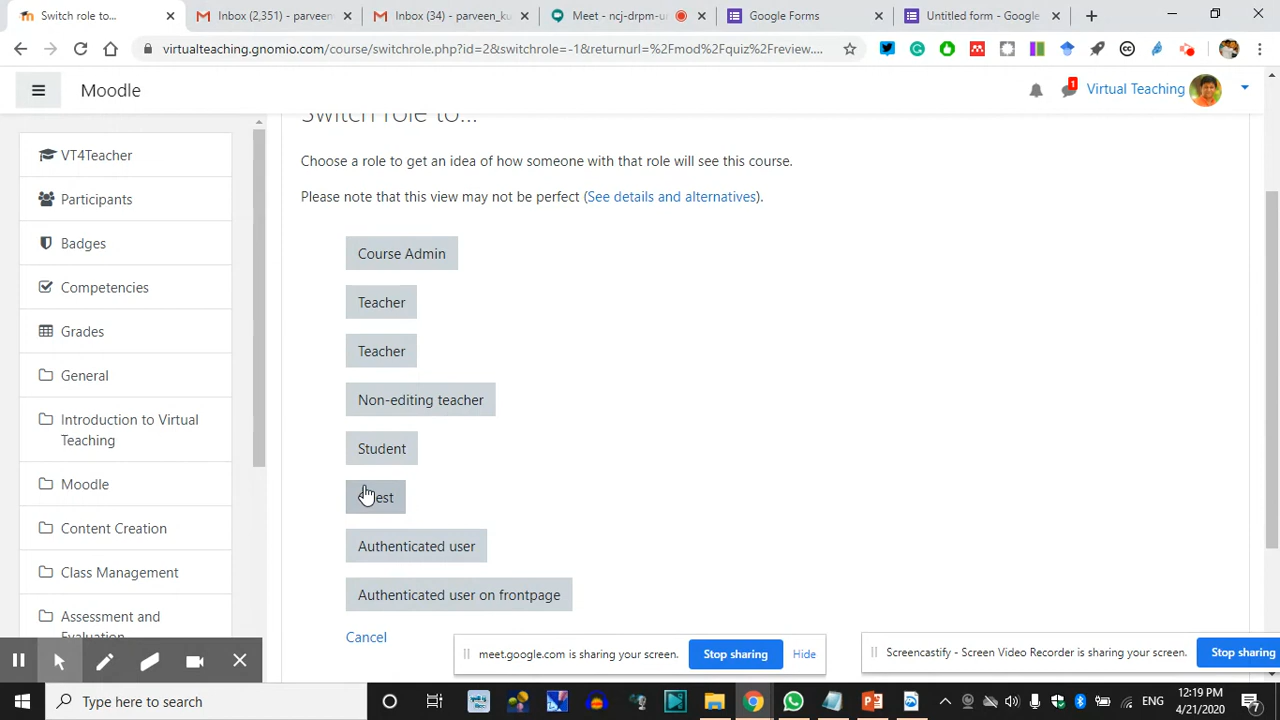 Switch role to...
Inbox (2,351) - parveen
Inbox (34) - parveen_ku
Meet - ncj-drpm-u
Google Forms
Untitled form - Google
virtualteaching.gnomio.com/course/switchrole.php?id=2&switchrole=-1&returnurl=%2Fmod%2Fquiz%2Freview....
Moodle
1
Virtual Teaching
Switch role to...
VT4Teacher
Participants
Badges
Competencies
Grades
General
Introduction to Virtual
Teaching
Moodle
Content Creation
Class Management
Assessment and
Evaluation
Choose a role to get an idea of how someone with that role will see this course.
Please note that this view may not be perfect (See details and alternatives).
Course Admin
Teacher
Teacher
Non-editing teacher
Student
Authenticated user
Authenticated user on frontpage
Cancel
meet.google.com is sharing your screen.
Stop sharing
Hide
Screencastify - Screen Video Recorder is sharing your screen.
Stop sharing
Type here to search
ENG
12:19 PM
4/21/2020
7